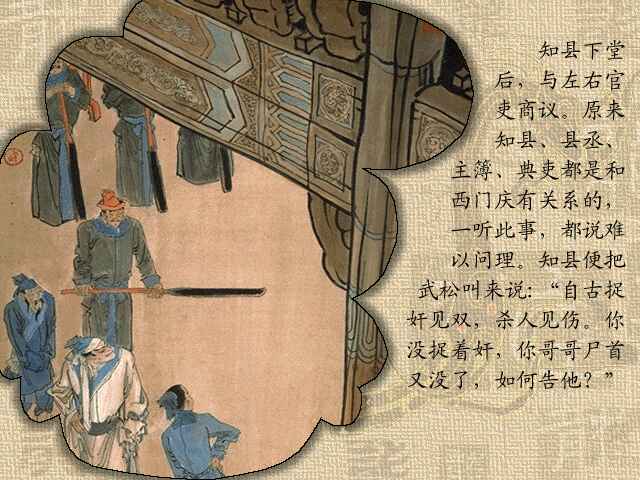 知县下堂
后，与左右官
吏商议。原来
知县、县丞、
主簿、典吏都是和
西门庆有关系的，
一听此事，都说难
以问理。知县便把
武松叫来说：“自古捉
奸见双，杀人见伤。你
没捉着奸，你哥哥尸首
又没了，如何告他？”